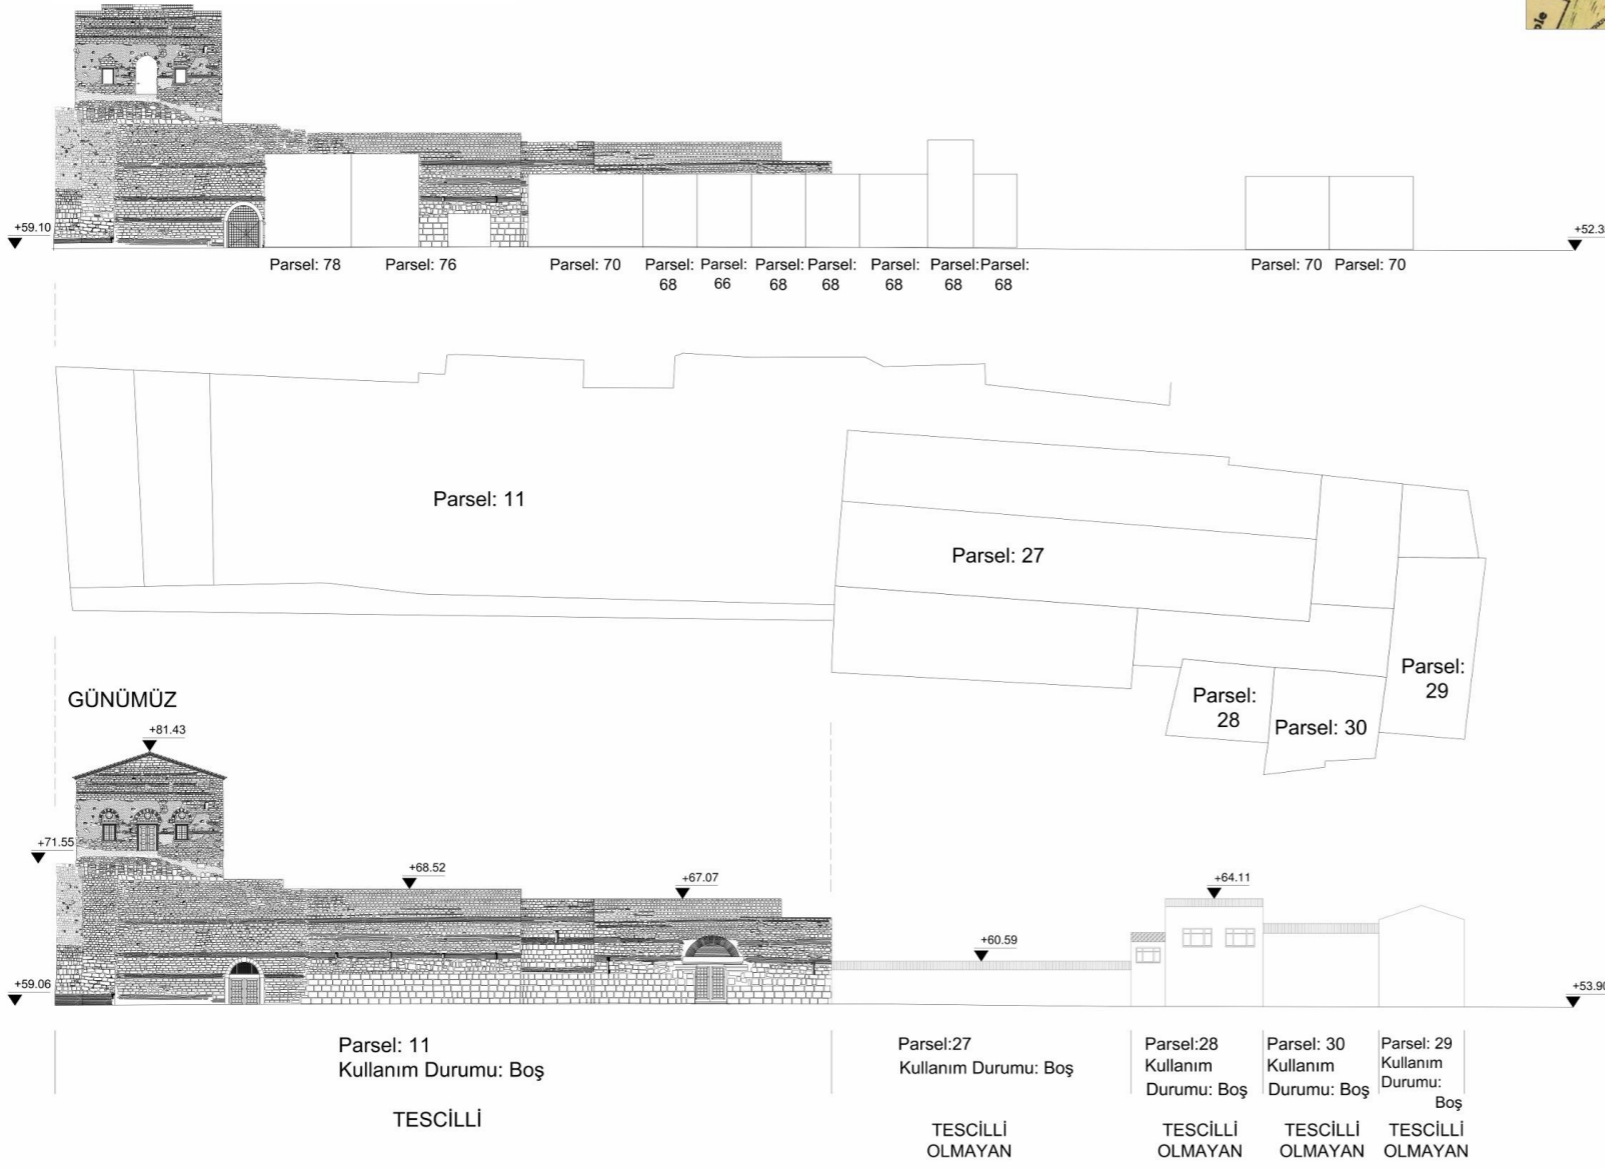 +59.10
+52.3
Parsel: 78
Parsel: 76
Parsel: 70
Parsel: 68
Parsel: 66
Parsel: 68
Parsel: 68
Parsel: 68
Parsel: 68
Parsel: 68
Parsel: 70
Parsel: 70
Parsel: 11
Parsel: 27
Parsel: 28
Parsel: 30
Parsel: 29
GÜNÜMÜZ
+81.43
+71.55
+68.52
+67.07
+64.11
+60.59
+59.06
+53.90
Parsel: 11
Kullanım Durumu: Boş
TESCİLLİ
Parsel:27
Kullanım Durumu: Boş
TESCİLLİ
OLMAYAN
Parsel:28
Kullanım
Durumu: Boş
TESCİLLİ
OLMAYAN
Parsel: 30
Kullanım
Durumu: Boş
TESCİLLİ
OLMAYAN
Parsel: 29
Kullanım
Durumu:
Boş
TESCİLLİ
OLMAYAN